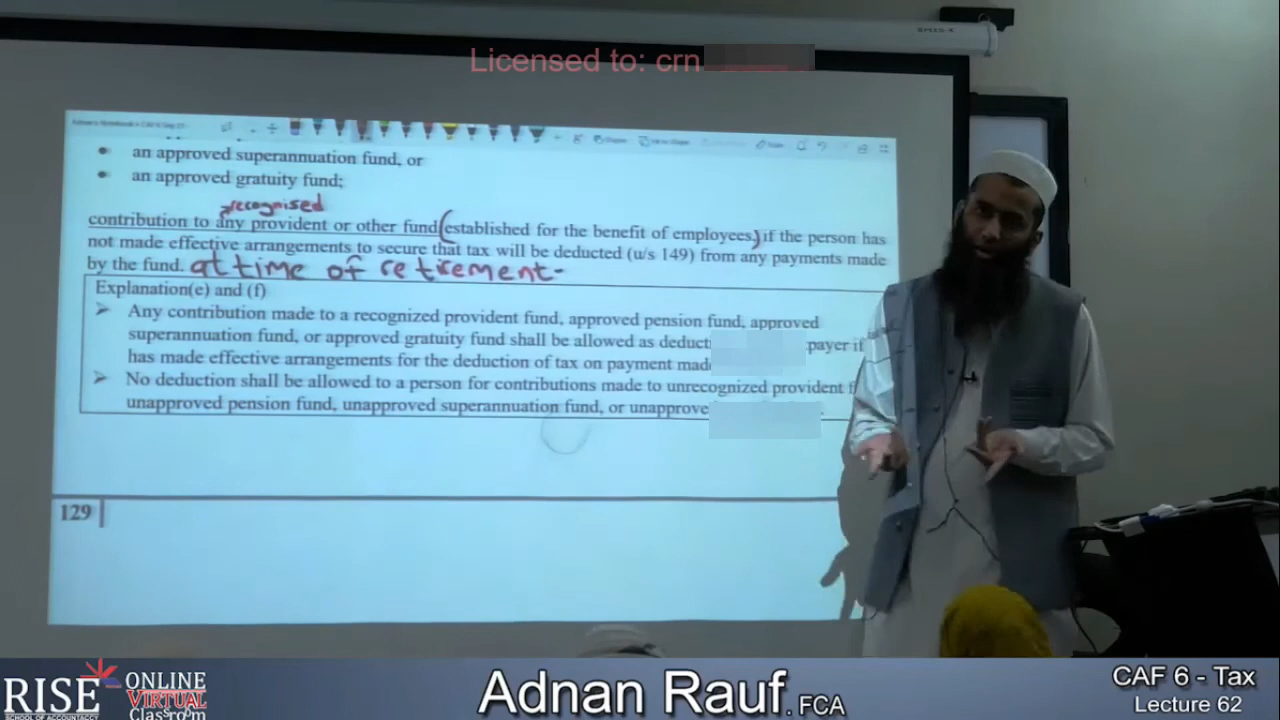 Licensed to: crn
an approved superannuation fund, or
an approved gratuity fund;
recognised
contribution to any provident or other fund (established for the benefit of employees,) if the person has
not made effective arrangements to secure that tax will be deducted (u/s 149) from any payments made
by the fund. at time of retirement-
Explanation(e) and (f)
Any contribution made to a recognized provident fund, approved pension fund, approved
superannuation fund, or approved gratuity fund shall be allowed as deduct payer if
has made effective arrangements for the deduction of tax on payment mad
No deduction shall be allowed to a person for contributions made to unrecognized provident f
unapproved pension fund, unapproved superannuation fund, or unapprove
129
RISE
SCHOOL OF ACCOUNTANCY
ONLINE
VIRTUAL
Classroom
Adnan Rauf. FCA
CAF 6 - Tax
Lecture 62